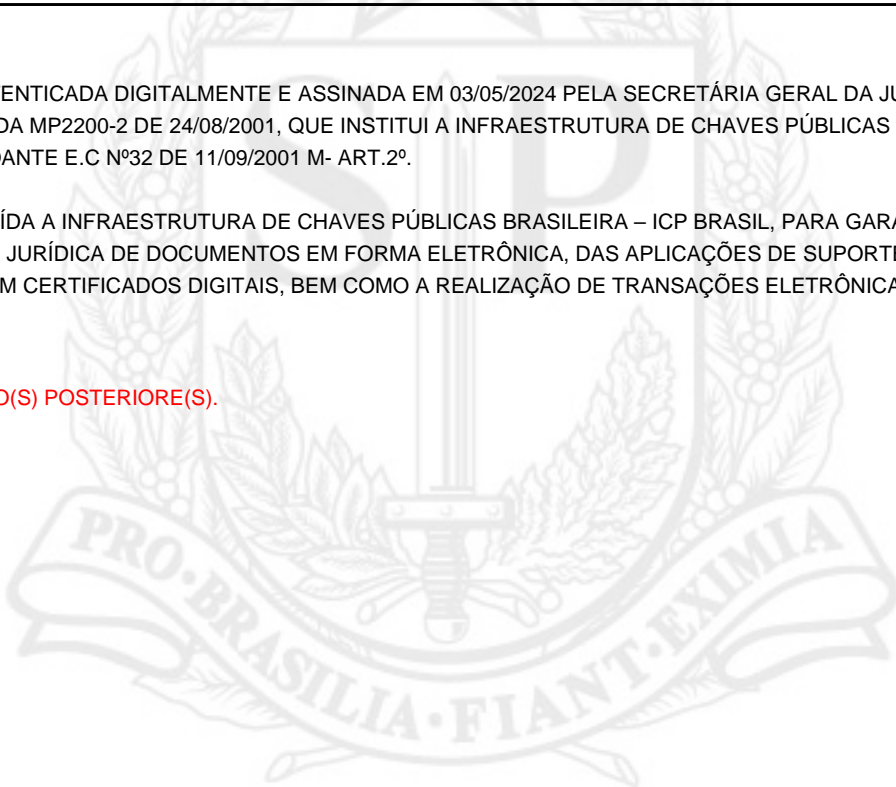 ENTICADA DIGITALMENTE E ASSINADA EM 03/05/2024 PELA SECRETÁRIA GERAL DA JU
DA MP2200-2 DE 24/08/2001, QUE INSTITUI A INFRAESTRUTURA DE CHAVES PÚBLICAS
DANTE E.C Nº32 DE 11/09/2001 M- ART.2º.
ÍDA A INFRAESTRUTURA DE CHAVES PÚBLICAS BRASILEIRA – ICP BRASIL, PARA GARA
JURÍDICA DE DOCUMENTOS EM FORMA ELETRÔNICA, DAS APLICAÇÕES DE SUPORTE
M CERTIFICADOS DIGITAIS, BEM COMO A REALIZAÇÃO DE TRANSAÇÕES ELETRÔNICA
O(S) POSTERIORE(S).
SP
PRO·BRASILIA·FIANT·EXIMIA